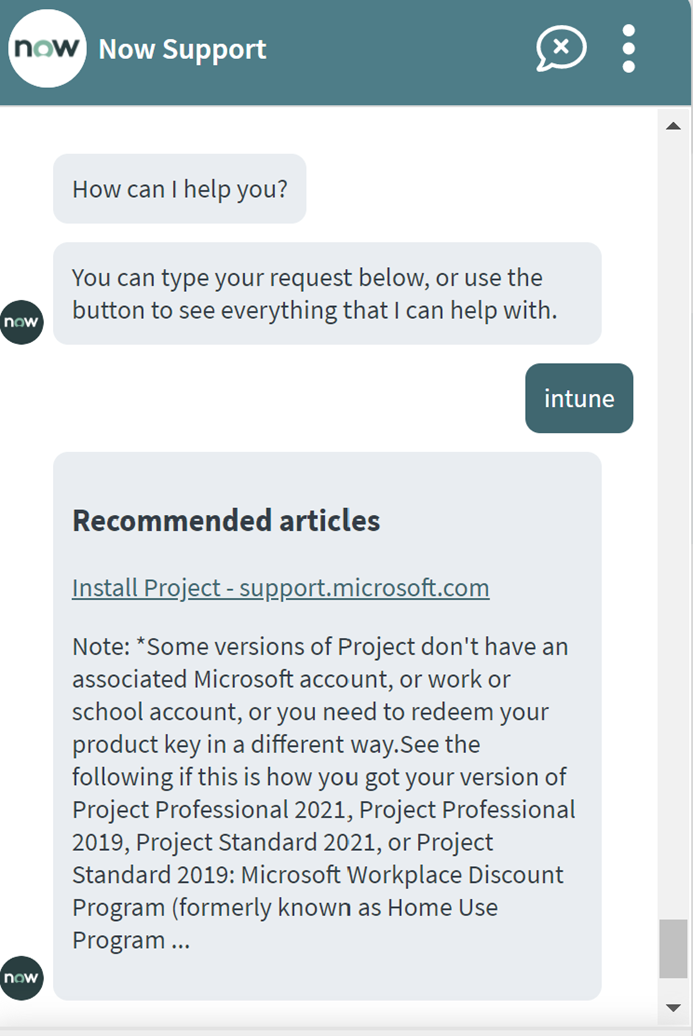 now Now Support
How can I help you?
You can type your request below, or use the
button to see everything that I can help with.
now
intune
Recommended articles
Install Project - support.microsoft.com
Note: *Some versions of Project don't have an
associated Microsoft account, or work or
school account, or you need to redeem your
product key in a different way.See the
following if this is how you got your version of
Project Professional 2021, Project Professional
2019, Project Standard 2021, or Project
Standard 2019: Microsoft Workplace Discount
Program (formerly known as Home Use
Program ...
now